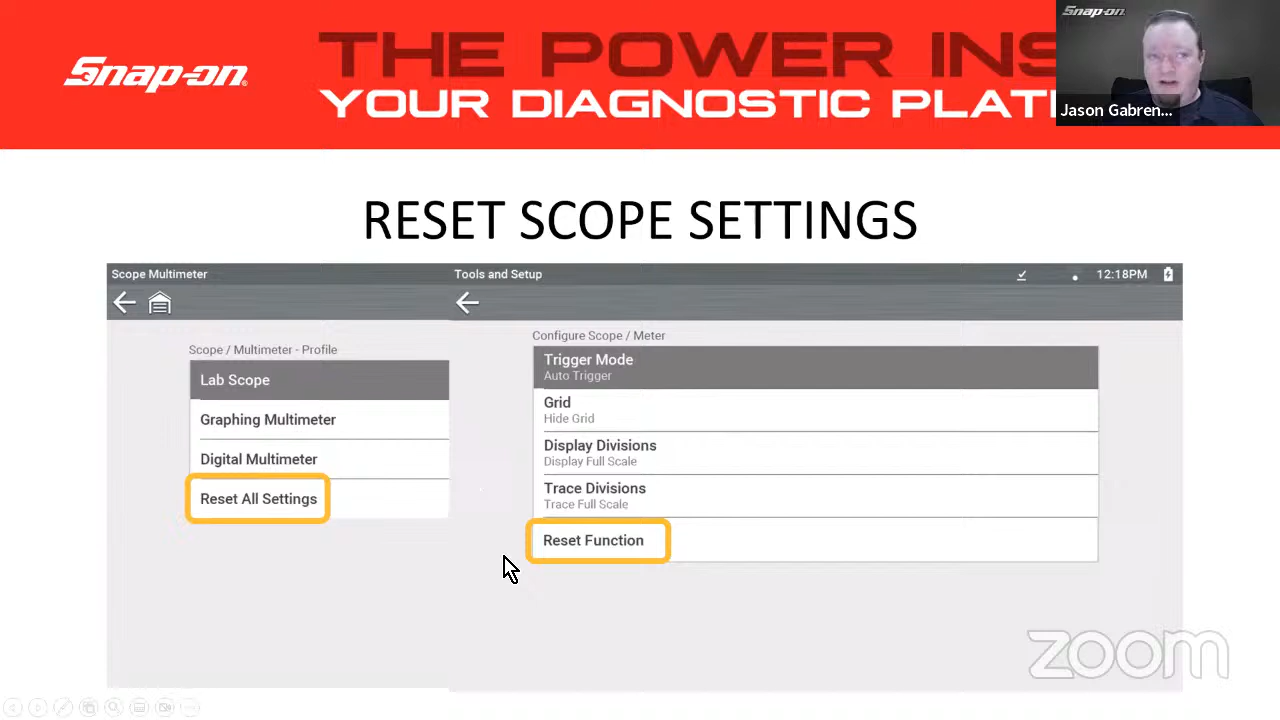 Snap-on
THE POWER INS
YOUR DIAGNOSTIC PLAT
Snap-on
Jason Gabren...
RESET SCOPE SETTINGS
Scope Multimeter
Scope / Multimeter - Profile
Lab Scope
Graphing Multimeter
Digital Multimeter
Reset All Settings
Tools and Setup
12:18PM
Configure Scope / Meter
Trigger Mode
Auto Trigger
Grid
Hide Grid
Display Divisions
Display Full Scale
Trace Divisions
Trace Full Scale
Reset Function
zoom